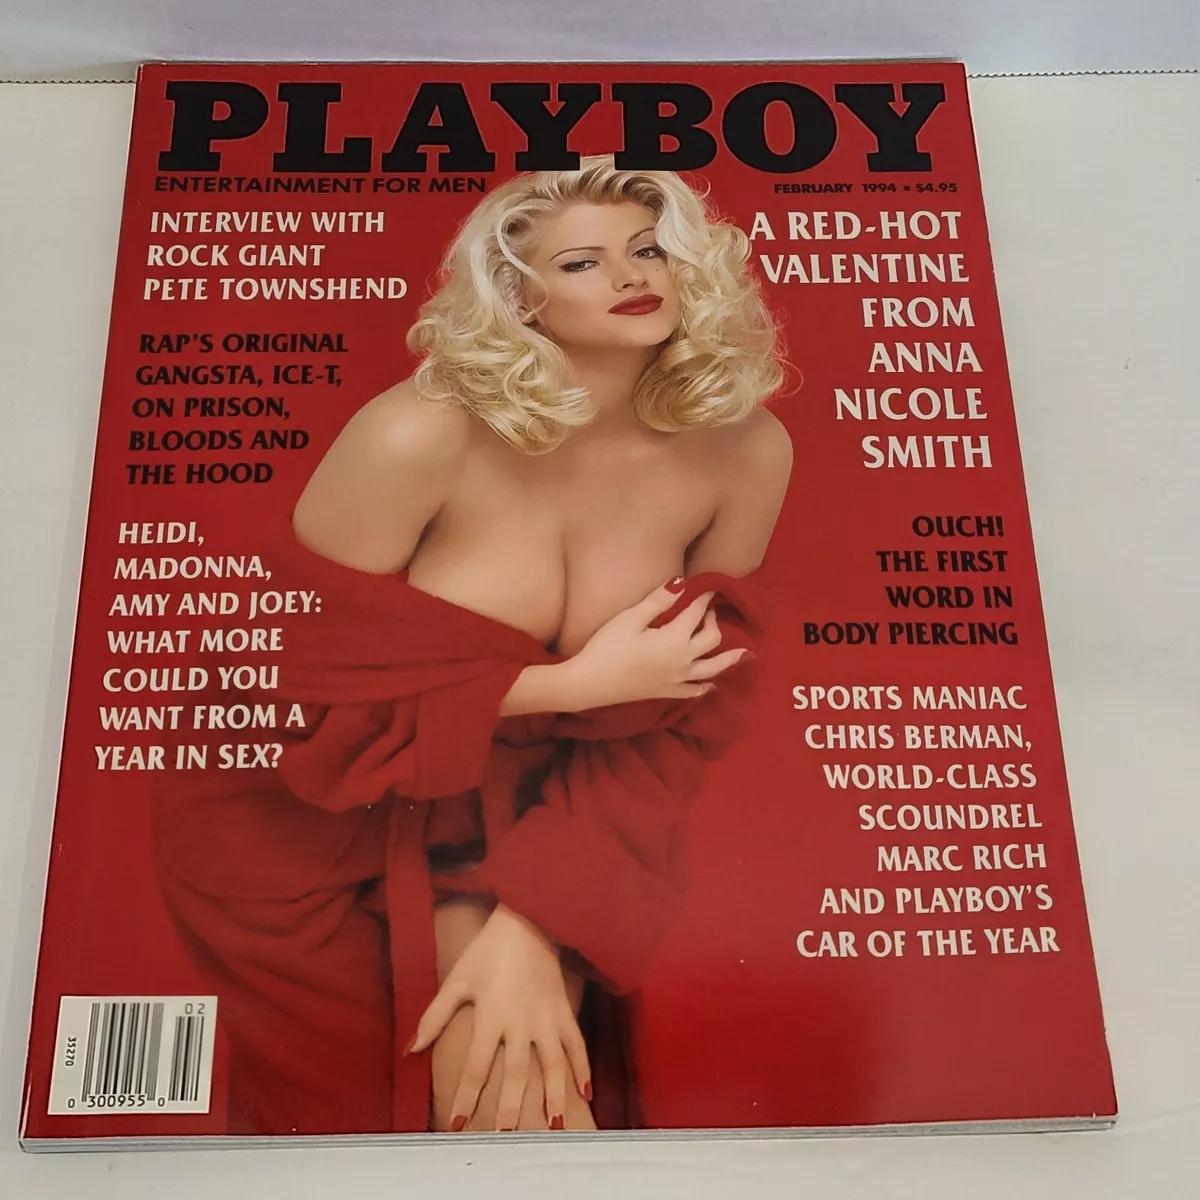 PLAYBOY
ENTERTAINMENT FOR MEN
FEBRUARY 1994 • $4.95
INTERVIEW WITH
ROCK GIANT
PETE TOWNSHEND
RAP'S ORIGINAL
GANGSTA, ICE-T,
ON PRISON,
BLOODS AND
THE HOOD
HEIDI,
MADONNA,
AMY AND JOEY:
WHAT MORE
COULD YOU
WANT FROM A
YEAR IN SEX?
A RED-HOT
VALENTINE
FROM
ANNA
NICOLE
SMITH
OUCH!
THE FIRST
WORD IN
BODY PIERCING
SPORTS MANIAC
CHRIS BERMAN,
WORLD-CLASS
SCOUNDREL
MARC RICH
AND PLAYBOY'S
CAR OF THE YEAR
02
35270
0 300955 0